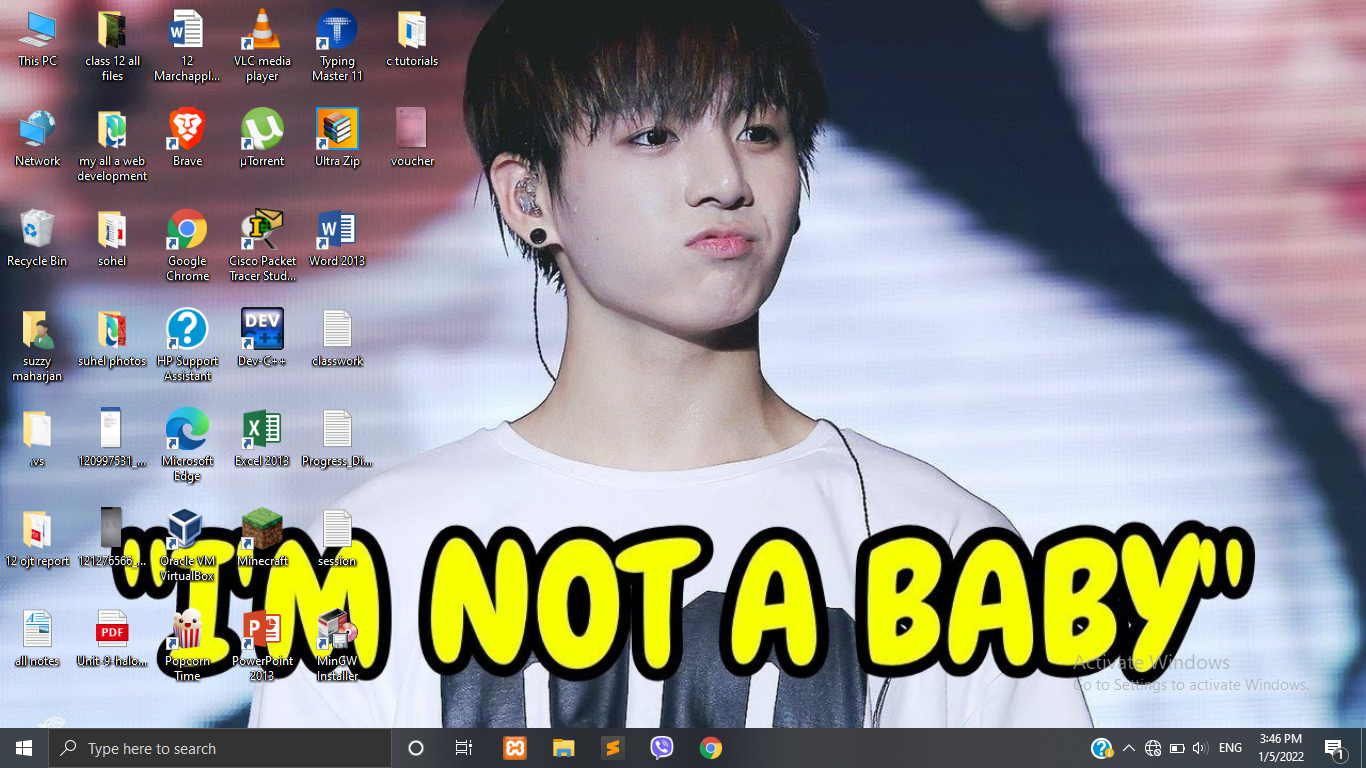 This PC
class 12 all
files
12
Marchappl...
VLC media
player
Typing
Master 11
c tutorials
Network
my all a web
development
Brave
µTorrent
Ultra Zip
voucher
Recycle Bin
sohel
Google
Chrome
Cisco Packet
Tracer Stud...
Word 2013
suzzy
maharjan
suhel photos
HP Support
Assistant
DEV
Dev-C++
classwork
.vs
120997531_...
Microsoft
Edge
Excel 2013
Progress_Di...
12 ojt report
121276566_...
Oracle VM
VirtualBox
Minecraft
session
"I'M NOT A BABY"
all notes
PDF
Unit-9-halo...
Popcorn
Time
PowerPoint
2013
MinGW
Installer
Activate Windows
Go to Settings to activate Windows.
Type here to search
ENG
3:46 PM
1/5/2022
1